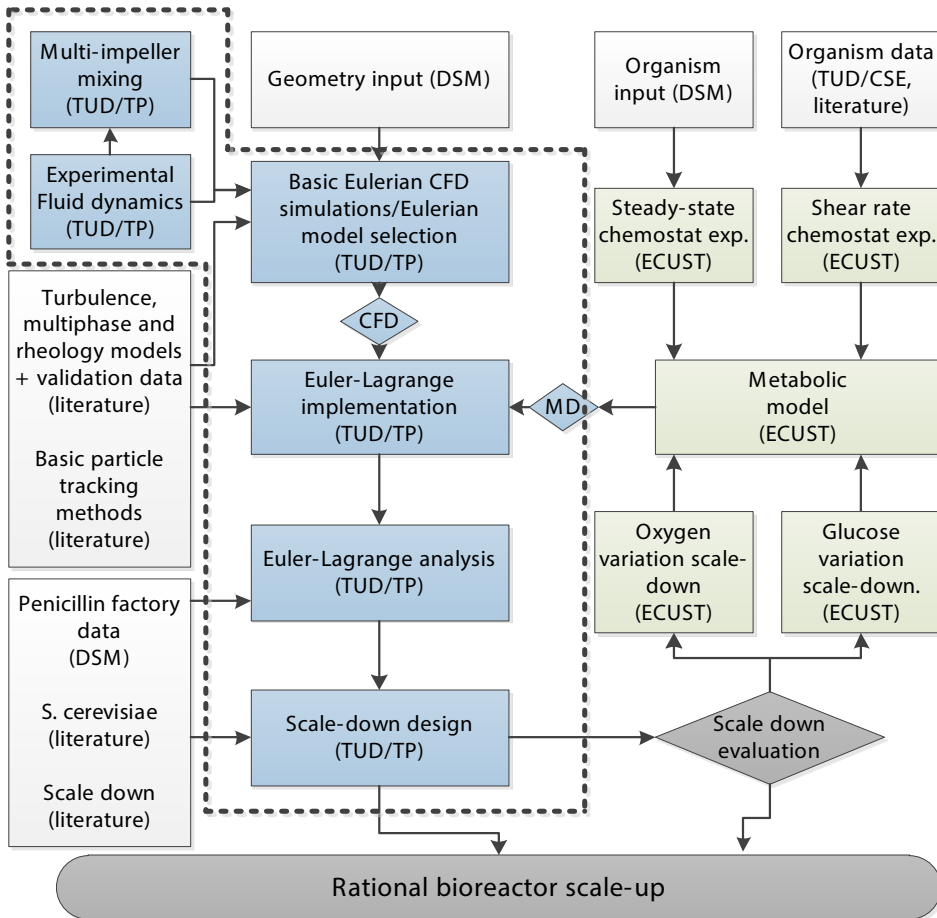 Multi-impeller
mixing
(TUD/TP)
Geometry input (DSM)
Organism
input (DSM)
Organism data
(TUD/CSE,
literature)
Experimental
Fluid dynamics
(TUD/TP)
Basic Eulerian CFD
simulations/Eulerian
model selection
(TUD/TP)
Steady-state
chemostat exp.
(ECUST)
Shear rate
chemostat exp.
(ECUST)
Turbulence,
multiphase and
rheology models
+ validation data
(literature)
Basic particle
tracking
methods
(literature)
CFD
Euler-Lagrange
implementation
(TUD/TP)
MD
Metabolic
model
(ECUST)
Euler-Lagrange analysis
(TUD/TP)
Oxygen
variation scale-
down
(ECUST)
Glucose
variation
scale-down.
(ECUST)
Penicillin factory
data
(DSM)
S. cerevisiae
(literature)
Scale down
(literature)
Scale-down design
(TUD/TP)
Scale down
evaluation
Rational bioreactor scale-up